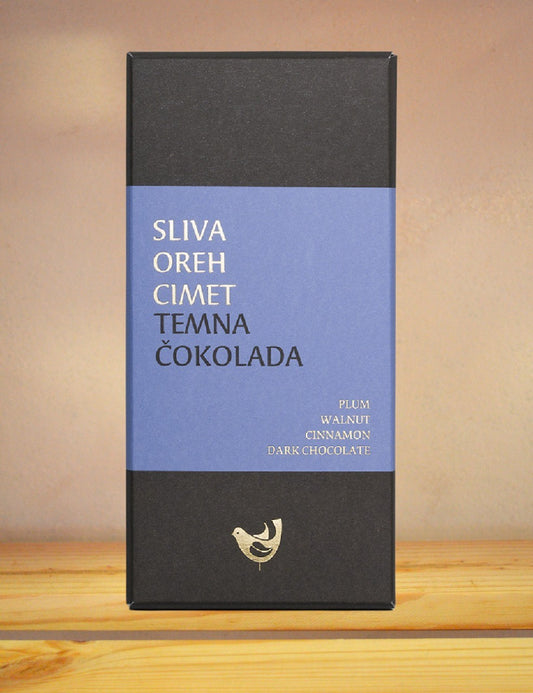 SLIVA
OREH
CIMET
TEMNA
ČOKOLADA
PLUM
WALNUT
CINNAMON
DARK CHOCOLATE